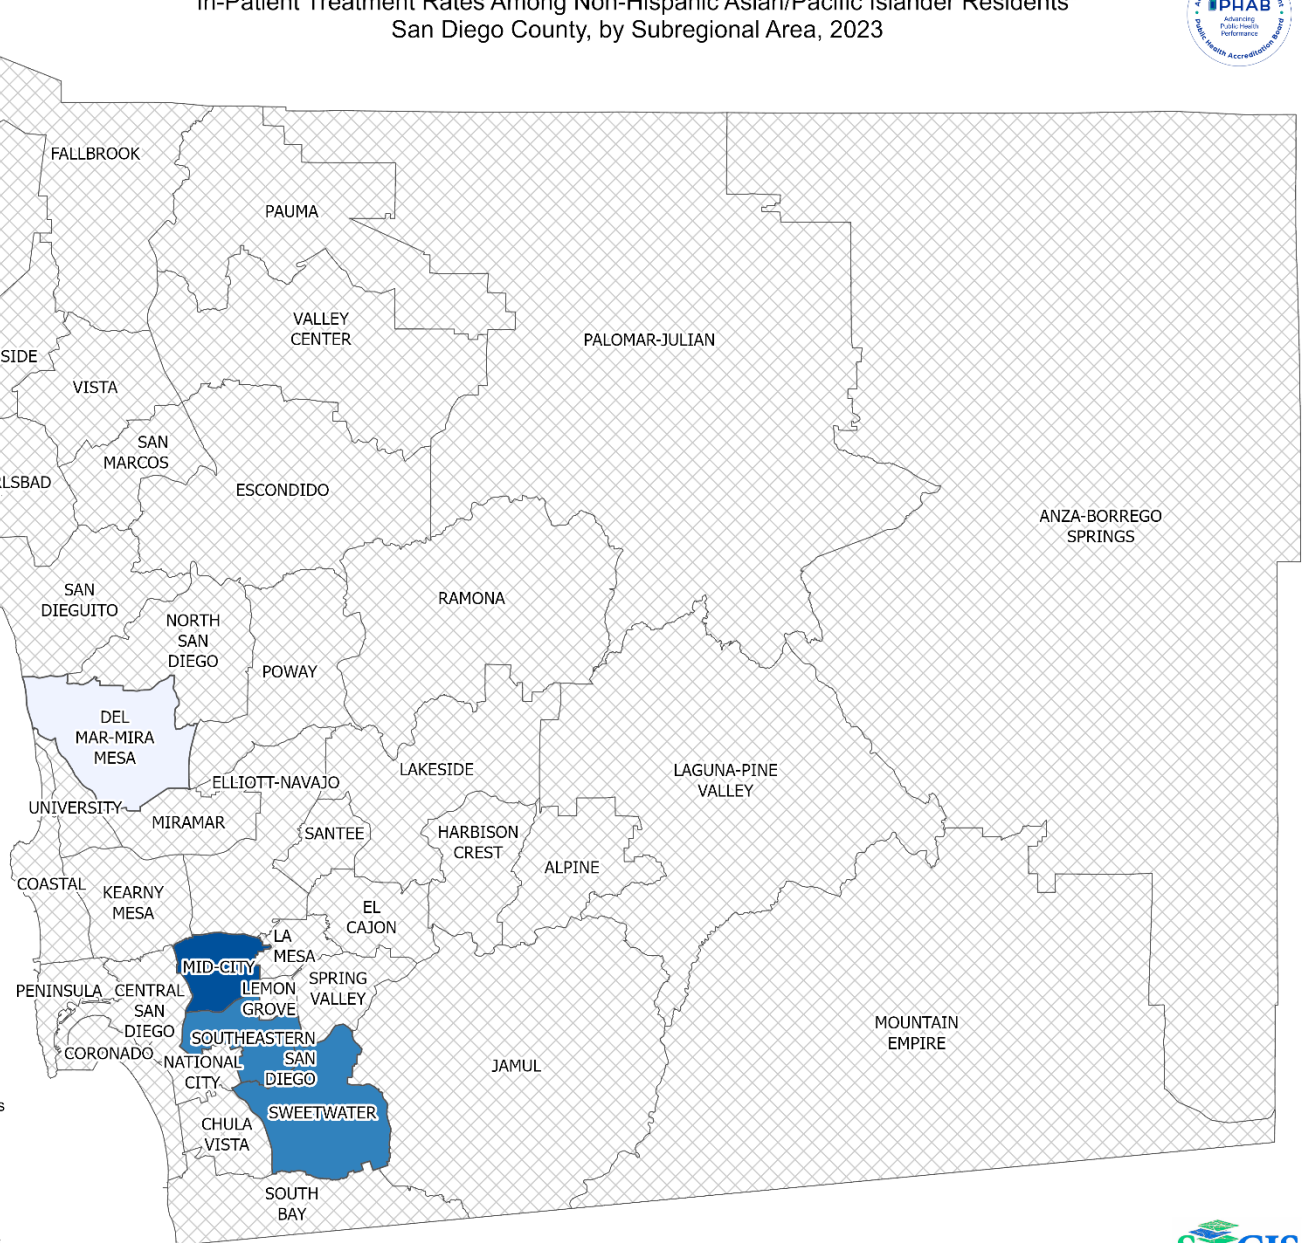 In-Patient Treatment Rates Among Non-Hispanic Asian/Pacific Islander Residents
San Diego County, by Subregional Area, 2023
PHAB
Advancing
Public Health
Performance
Public Health Accreditation Board
FALLBROOK
PAUMA
VALLEY
CENTER
PALOMAR-JULIAN
SIDE
VISTA
SAN
MARCOS
LSBAD
ESCONDIDO
ANZA-BORREGO
SPRINGS
SAN
DIEGUITO
RAMONA
NORTH
SAN
DIEGO
POWAY
DEL
MAR-MIRA
MESA
LAKESIDE
LAGUNA-PINE
VALLEY
ELLIOTT-NAVAJO
UNIVERSITY
MIRAMAR
SANTEE
HARBISON
CREST
ALPINE
COASTAL
KEARNY
MESA
EL
CAJON
LA
MESA
MID-CITY
SPRING
VALLEY
PENINSULA
CENTRAL
SAN
DIEGO
LEMON
GROVE
SOUTHEASTERN
SAN
DIEGO
CORONADO
NATIONAL
CITY
MOUNTAIN
EMPIRE
JAMUL
SWEETWATER
CHULA
VISTA
s
SOUTH
BAY